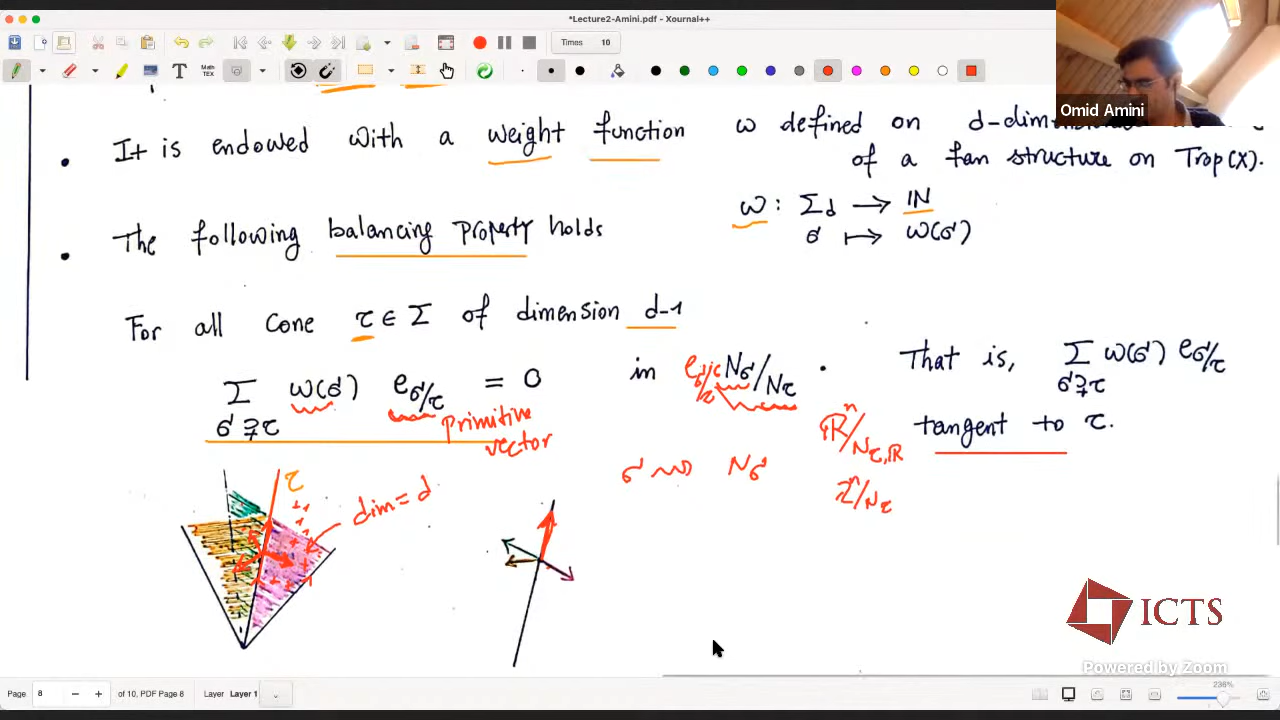 *Lecture2-Amini.pdf - Xournal++
Times 10
Omid Amini
• It is endowed with a weight function ω defined on
of a fan structure on Trop(X).
ω : Σd → IN
σ ↦ ω(σ)
• The following balancing property holds
For all cone τ ∈ Σ of dimension d-1
Σ ω(σ) e σ/τ = 0 in e σ/τ Nσ/Nτ . That is, Σ ω(σ) e σ/τ
σ ⊋ τ σ ⊋ τ
primitive vector
ℝⁿ/Nτ,ℝ
tangent to τ.
σ ⇝ Nσ
ℤⁿ/Nτ
τ
dim = d
ICTS
Powered by Zoom
Page 8 of 10, PDF Page 8 Layer Layer 1
236%